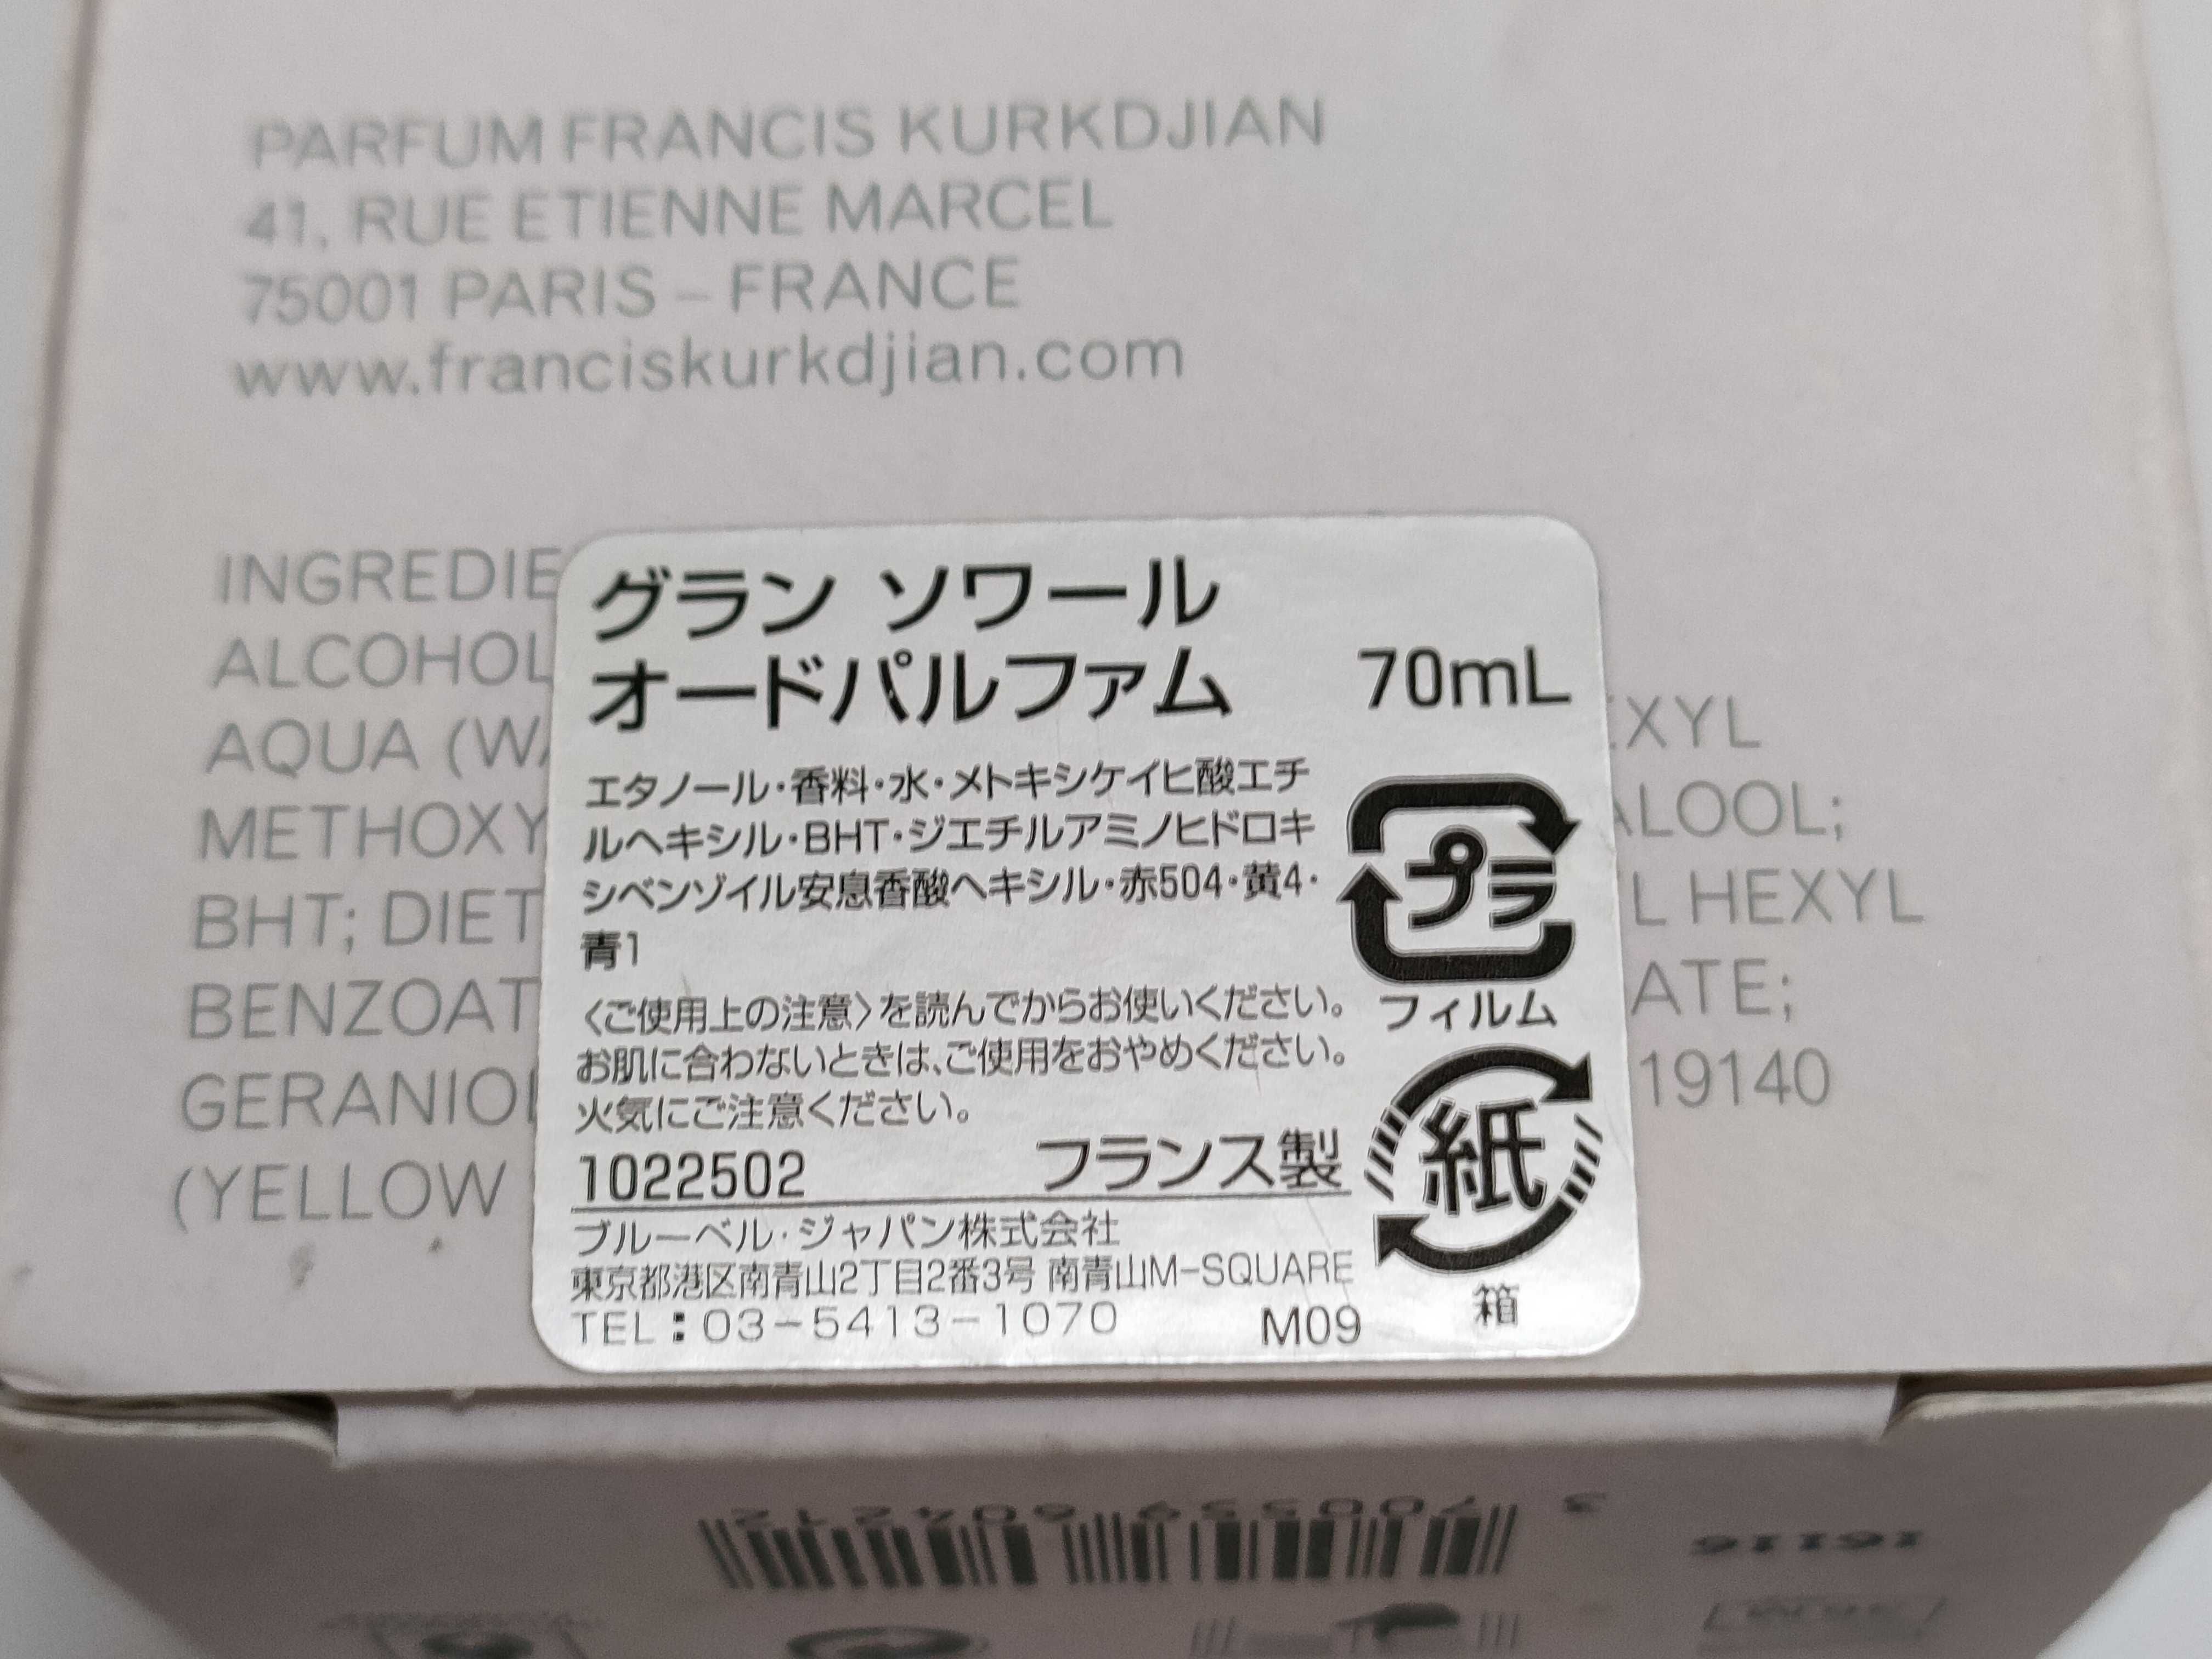 PARFUM FRANCIS KURKDJIAN
41, RUE ETIENNE MARCEL
75001 PARIS – FRANCE
www.franciskurkdjian.com
INGREDIE
ALCOHOL
AQUA (WA
METHOXY
BHT; DIET
BENZOAT
GERANIOL
(YELLOW
EXYL
ALOOL;
L HEXYL
ATE;
19140
グラン ソワール
オードパルファム 70mL
エタノール・香料・水・メトキシケイヒ酸エチ
ルヘキシル・BHT・ジエチルアミノヒドロキ
シベンゾイル安息香酸ヘキシル・赤504・黄4・
青1
〈ご使用上の注意〉を読んでからお使いください。
お肌に合わないときは、ご使用をおやめください。
火気にご注意ください。
1022502 フランス製
ブルーベル・ジャパン株式会社
東京都港区南青山2丁目2番3号 南青山M-SQUARE
TEL：03-5413-1070 M09
プラ
フィルム
紙
箱
3 700559 604212
16116